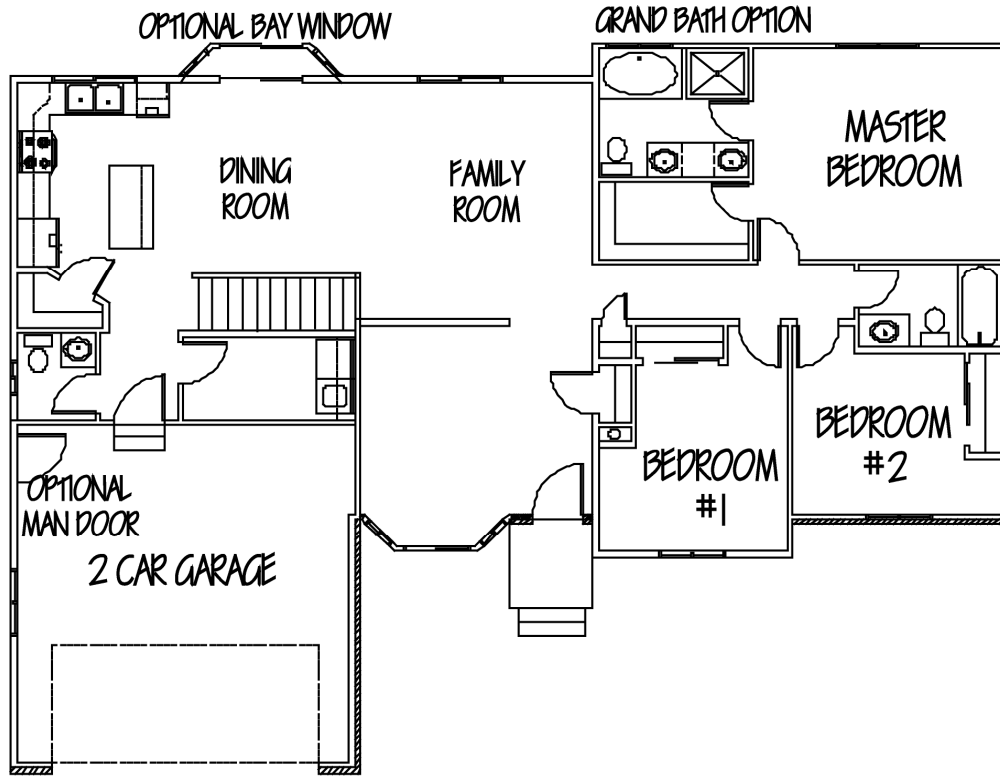 OPTIONAL BAY WINDOW
GRAND BATH OPTION
MASTER
BEDROOM
DINING
ROOM
FAMILY
ROOM
BEDROOM
#2
BEDROOM
#1
OPTIONAL
MAN DOOR
2 CAR GARAGE